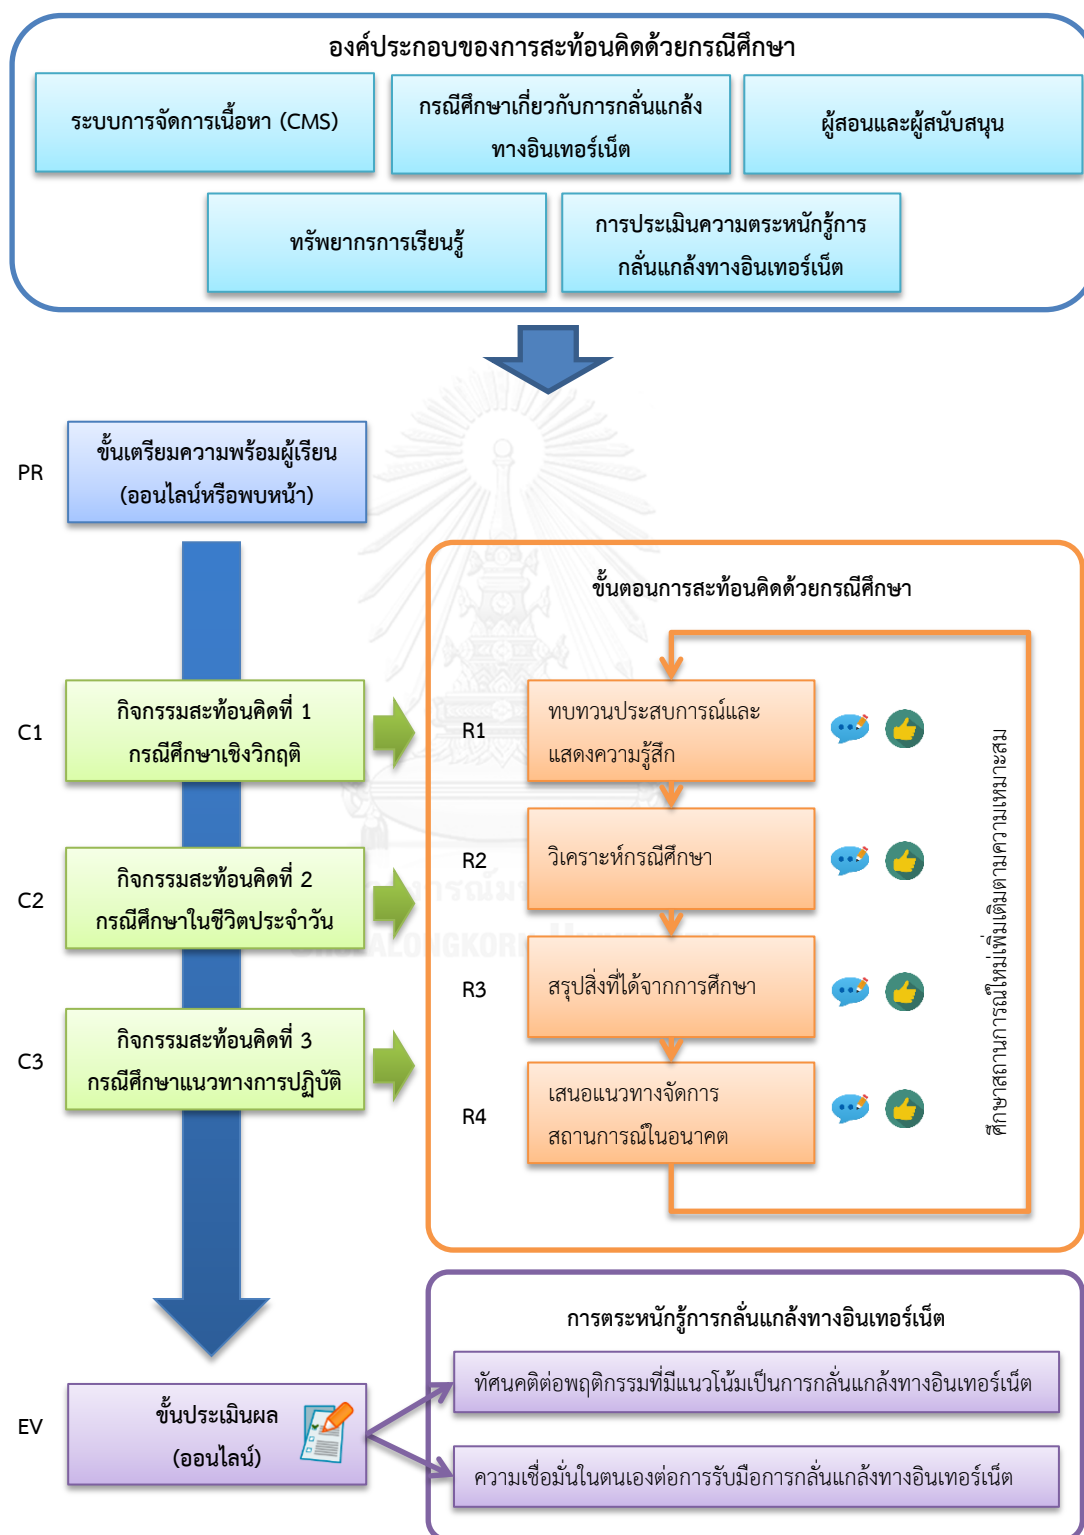 องค์ประกอบของการสะท้อนคิดด้วยกรณีศึกษา
ระบบการจัดการเนื้อหา (CMS)
กรณีศึกษาเกี่ยวกับการกลั่นแกล้ง
ทางอินเทอร์เน็ต
ผู้สอนและผู้สนับสนุน
ทรัพยากรการเรียนรู้
การประเมินความตระหนักรู้การ
กลั่นแกล้งทางอินเทอร์เน็ต
PR
ขั้นเตรียมความพร้อมผู้เรียน
(ออนไลน์หรือพบหน้า)
ขั้นตอนการสะท้อนคิดด้วยกรณีศึกษา
C1
กิจกรรมสะท้อนคิดที่ 1
กรณีศึกษาเชิงวิกฤติ
R1
ทบทวนประสบการณ์และ
แสดงความรู้สึก
C2
กิจกรรมสะท้อนคิดที่ 2
กรณีศึกษาในชีวิตประจำวัน
R2
วิเคราะห์กรณีศึกษา
R3
สรุปสิ่งที่ได้จากการศึกษา
C3
กิจกรรมสะท้อนคิดที่ 3
กรณีศึกษาแนวทางการปฏิบัติ
R4
เสนอแนวทางจัดการ
สถานการณ์ในอนาคต
ศึกษาสถานการณ์ใหม่เพิ่มเติมตามความเหมาะสม
การตระหนักรู้การกลั่นแกล้งทางอินเทอร์เน็ต
ทัศนคติต่อพฤติกรรมที่มีแนวโน้มเป็นการกลั่นแกล้งทางอินเทอร์เน็ต
EV
ขั้นประเมินผล
(ออนไลน์)
ความเชื่อมั่นในตนเองต่อการรับมือการกลั่นแกล้งทางอินเทอร์เน็ต